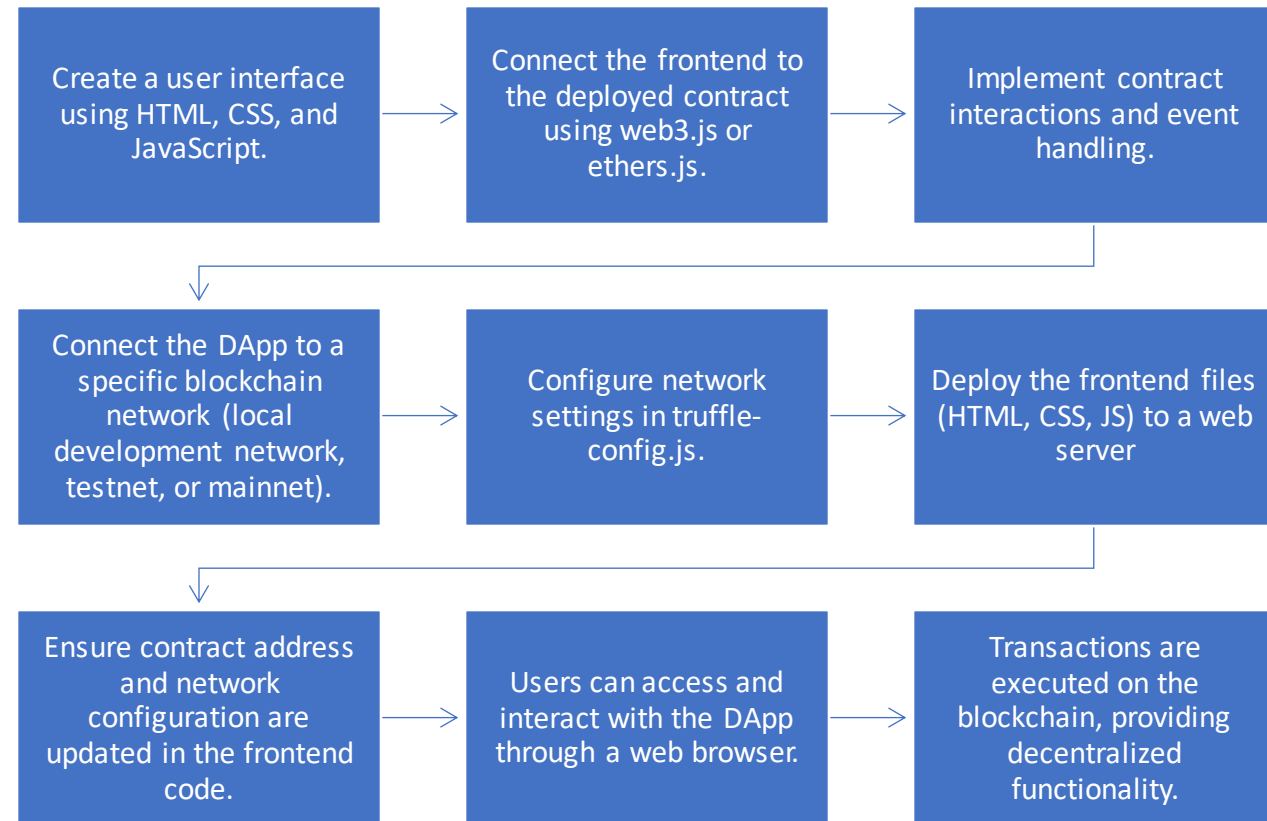 Create a user interface
using HTML, CSS, and
JavaScript.
Connect the frontend to
the deployed contract
using web3.js or
ethers.js.
Implement contract
interactions and event
handling.
Connect the DApp to a
specific blockchain
network (local
development network,
testnet, or mainnet).
Configure network
settings in truffle-
config.js.
Deploy the frontend files
(HTML, CSS, JS) to a web
server
Ensure contract address
and network
configuration are
updated in the frontend
code.
Users can access and
interact with the DApp
through a web browser.
Transactions are
executed on the
blockchain, providing
decentralized
functionality.